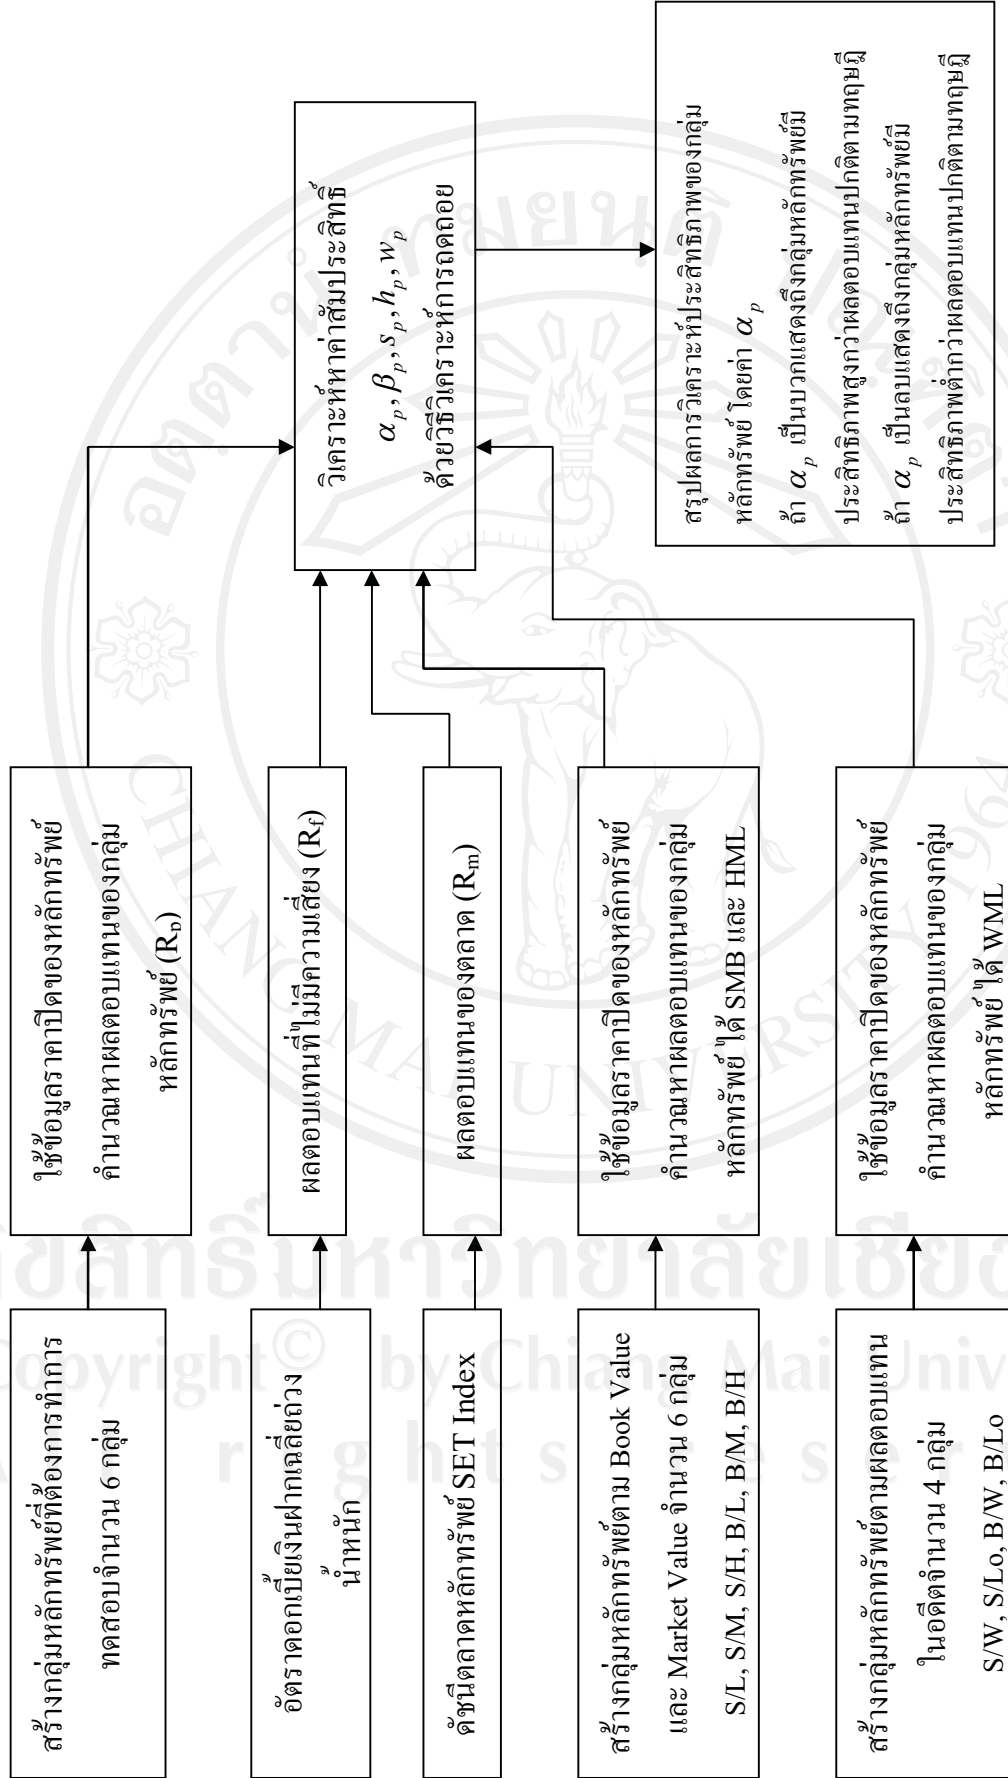 สร้างกลุ่มหลักทรัพย์ที่ต้องการทำการ
ทดสอบจำนวน 6 กลุ่ม
ใช้ข้อมูลราคาปิดของหลักทรัพย์
คำนวณหาผลตอบแทนของกลุ่ม
หลักทรัพย์ (Rp)
อัตราดอกเบี้ยเงินฝากเฉลี่ยถ่วง
น้ำหนัก
ผลตอบแทนที่ไม่มีความเสี่ยง (Rf)
ดัชนีตลาดหลักทรัพย์ SET Index
ผลตอบแทนของตลาด (Rm)
สร้างกลุ่มหลักทรัพย์ตาม Book Value
และ Market Value จำนวน 6 กลุ่ม
S/L, S/M, S/H, B/L, B/M, B/H
ใช้ข้อมูลราคาปิดของหลักทรัพย์
คำนวณหาผลตอบแทนของกลุ่ม
หลักทรัพย์ ได้ SMB และ HML
สร้างกลุ่มหลักทรัพย์ตามผลตอบแทน
ในอดีตจำนวน 4 กลุ่ม
S/W, S/Lo, B/W, B/Lo
ใช้ข้อมูลราคาปิดของหลักทรัพย์
คำนวณหาผลตอบแทนของกลุ่ม
หลักทรัพย์ ได้ WML
วิเคราะห์หาค่าสัมประสิทธิ์
αp, βp, sp, hp, wp
ด้วยวิธีวิเคราะห์การถดถอย
สรุปผลการวิเคราะห์ประสิทธิภาพของกลุ่ม
หลักทรัพย์ โดยค่า αp
ถ้า αp เป็นบวกแสดงถึงกลุ่มหลักทรัพย์มี
ประสิทธิภาพสูงกว่าผลตอบแทนปกติตามทฤษฎี
ถ้า αp เป็นลบแสดงถึงกลุ่มหลักทรัพย์มี
ประสิทธิภาพต่ำกว่าผลตอบแทนปกติตามทฤษฎี
CHIANG MAI UNIVERSITY 1964